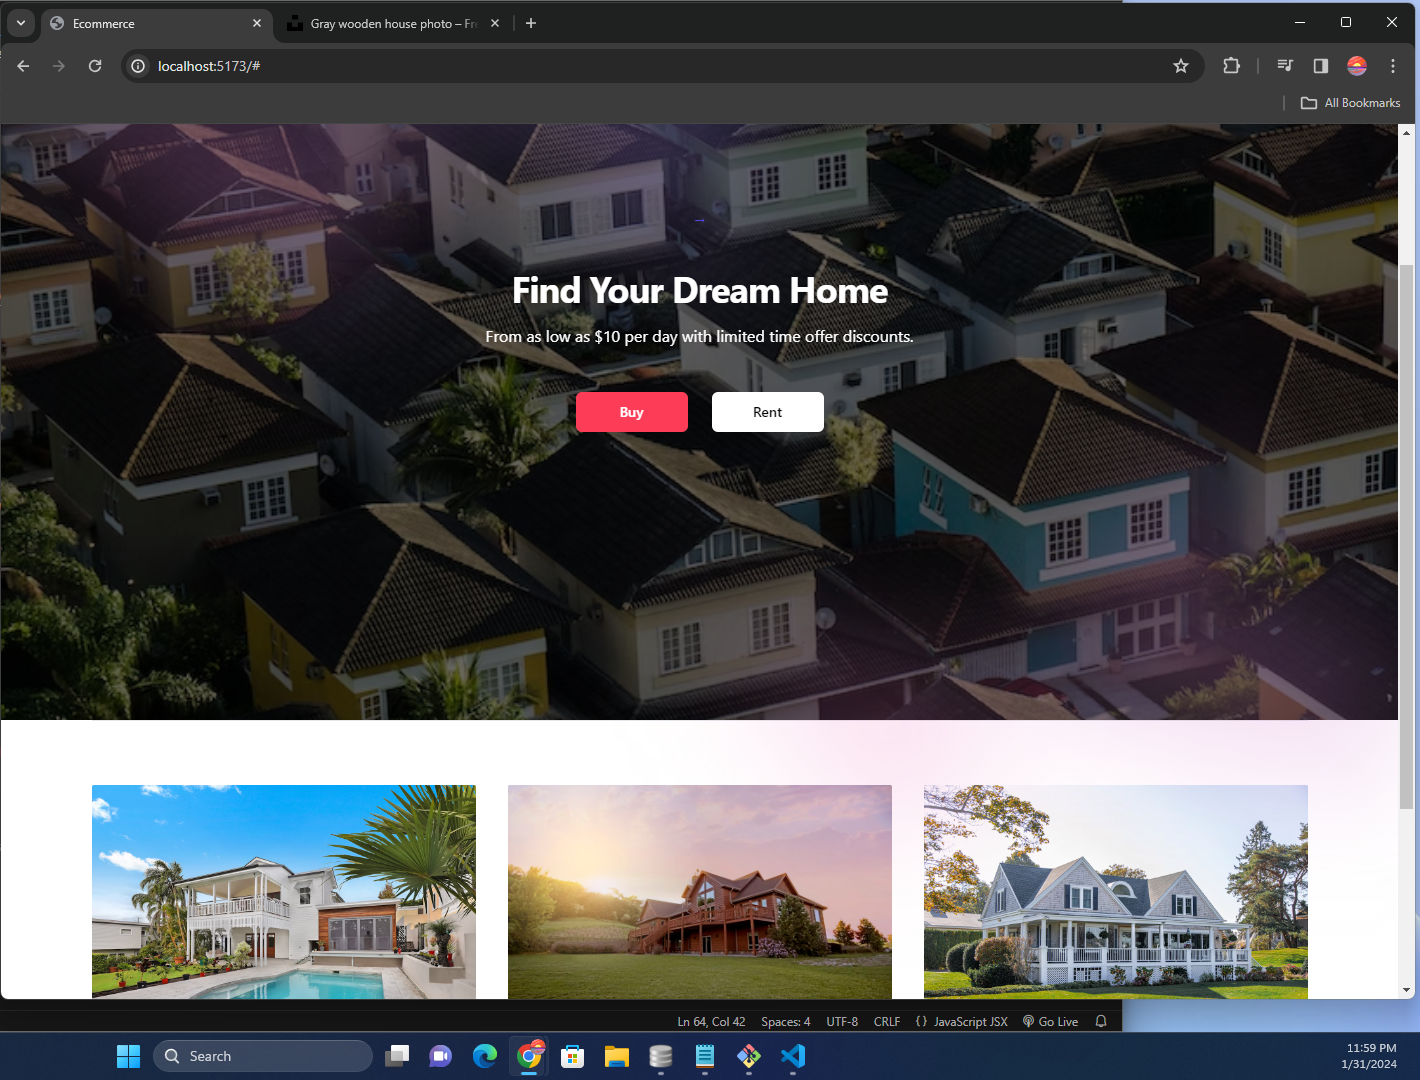 Ecommerce
Gray wooden house photo – Fre
localhost:5173/#
All Bookmarks
→
Find Your Dream Home
From as low as $10 per day with limited time offer discounts.
Buy
Rent
Ln 64, Col 42
Spaces: 4
UTF-8
CRLF
{ } JavaScript JSX
Go Live
Search
11:59 PM
1/31/2024